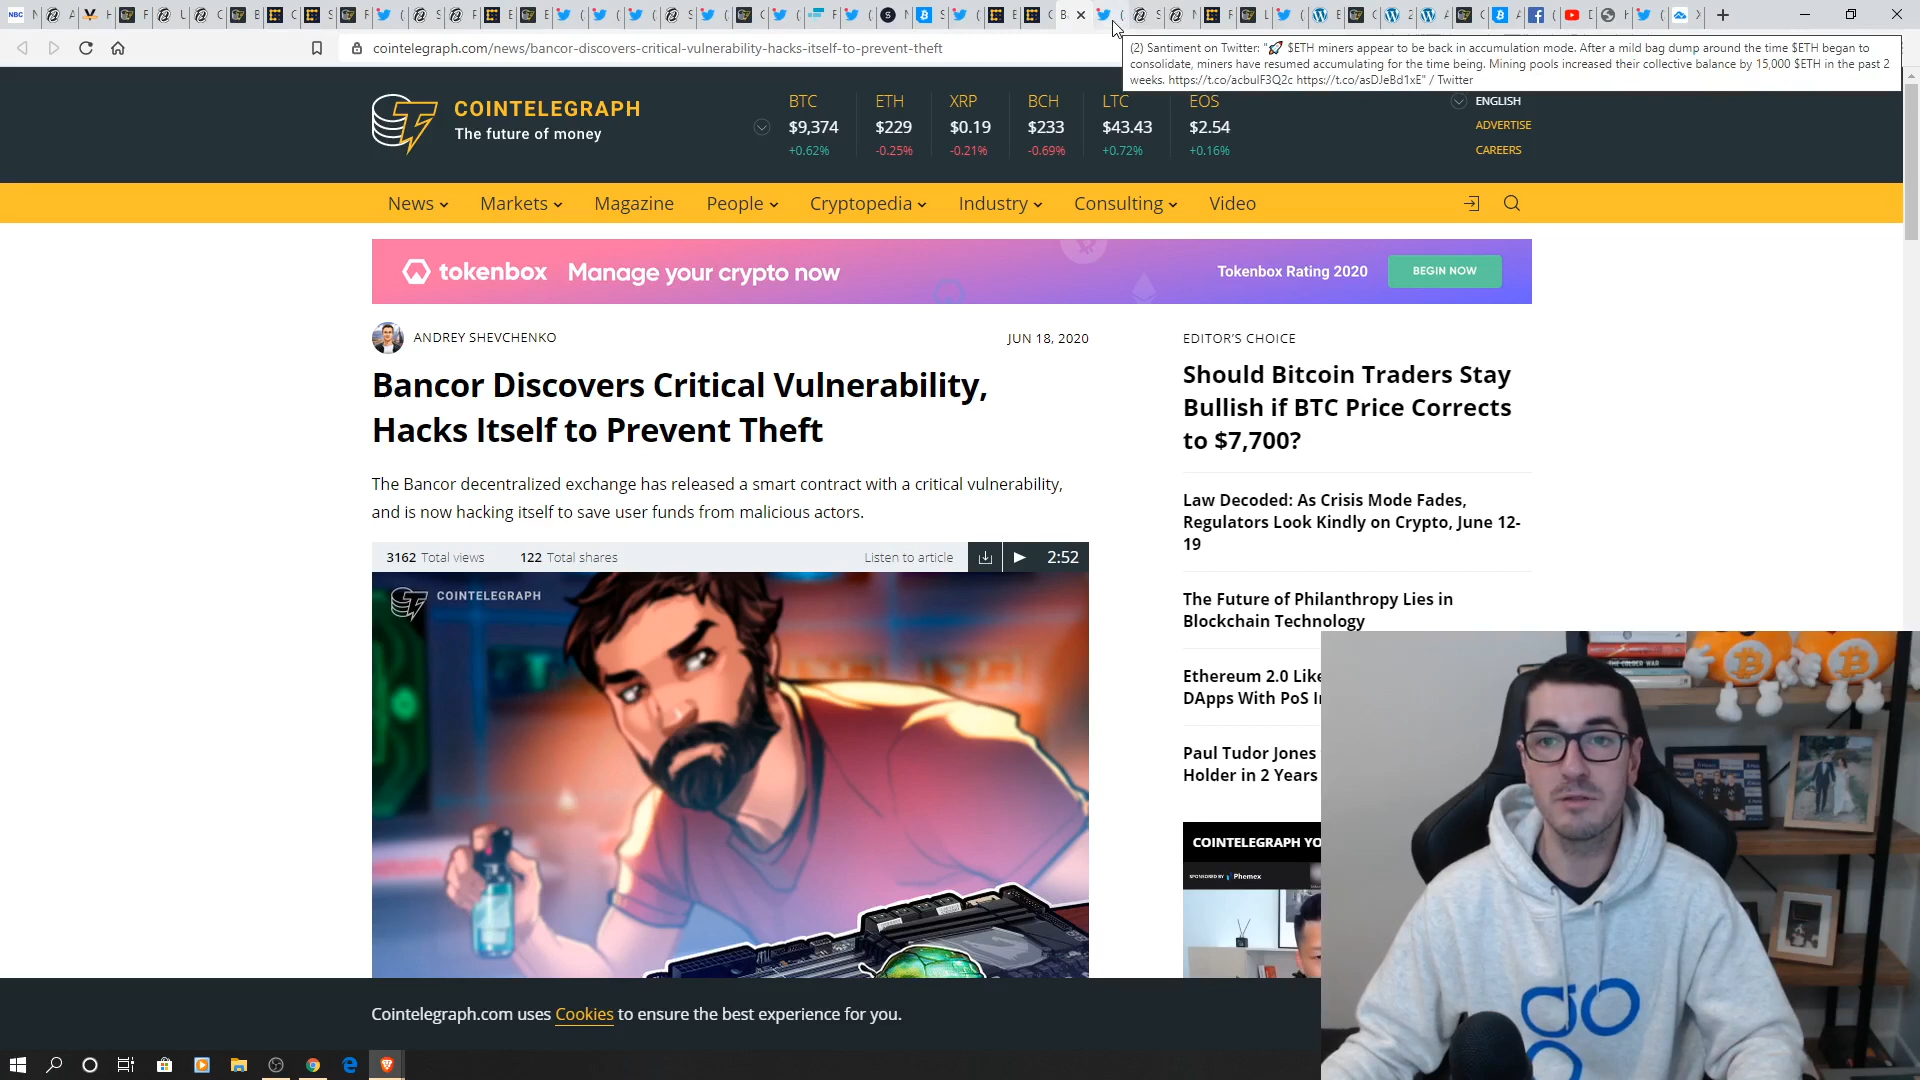 cointelegraph.com/news/bancor-discovers-critical-vulnerability-hacks-itself-to-prevent-theft
(2) Santiment on Twitter: "🚀 $ETH miners appear to be back in accumulation mode. After a mild bag dump around the time $ETH began to
consolidate, miners have resumed accumulating for the time being. Mining pools increased their collective balance by 15,000 $ETH in the past 2
weeks. https://t.co/acbulF3Q2c https://t.co/asDJeBd1xE" / Twitter
COINTELEGRAPH
The future of money
BTC ETH XRP BCH LTC EOS
$9,374 $229 $0.19 $233 $43.43 $2.54
+0.62% -0.25% -0.21% -0.69% +0.72% +0.16%
ENGLISH
ADVERTISE
CAREERS
News Markets Magazine People Cryptopedia Industry Consulting Video
tokenbox Manage your crypto now Tokenbox Rating 2020 BEGIN NOW
ANDREY SHEVCHENKO JUN 18, 2020
Bancor Discovers Critical Vulnerability,
Hacks Itself to Prevent Theft
The Bancor decentralized exchange has released a smart contract with a critical vulnerability,
and is now hacking itself to save user funds from malicious actors.
3162 Total views 122 Total shares Listen to article 2:52
COINTELEGRAPH
EDITOR'S CHOICE
Should Bitcoin Traders Stay
Bullish if BTC Price Corrects
to $7,700?
Law Decoded: As Crisis Mode Fades,
Regulators Look Kindly on Crypto, June 12-
19
The Future of Philanthropy Lies in
Blockchain Technology
Ethereum 2.0 Like
DApps With PoS I
Paul Tudor Jones
Holder in 2 Years
COINTELEGRAPH YO
SPONSORED BY Phemex
Cointelegraph.com uses Cookies to ensure the best experience for you.